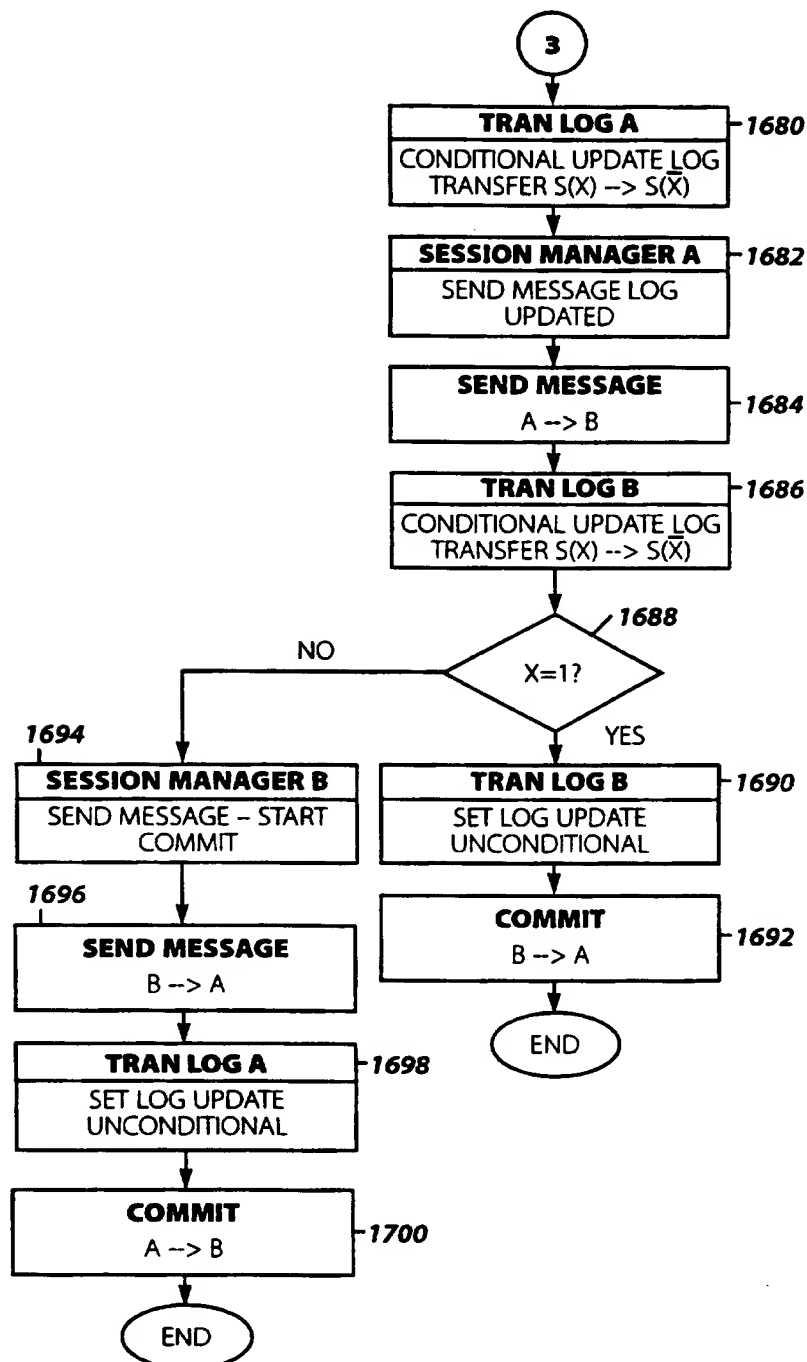 3
TRAN LOG A
1680
CONDITIONAL UPDATE LOG
TRANSFER S(X) --> S(X̅)
SESSION MANAGER A
1682
SEND MESSAGE LOG
UPDATED
SEND MESSAGE
1684
A --> B
TRAN LOG B
1686
CONDITIONAL UPDATE LOG
TRANSFER S(X) --> S(X̅)
1688
X=1?
NO
YES
1694
SESSION MANAGER B
SEND MESSAGE – START
COMMIT
TRAN LOG B
1690
SET LOG UPDATE
UNCONDITIONAL
1696
SEND MESSAGE
B --> A
COMMIT
1692
B --> A
END
TRAN LOG A
1698
SET LOG UPDATE
UNCONDITIONAL
COMMIT
1700
A --> B
END